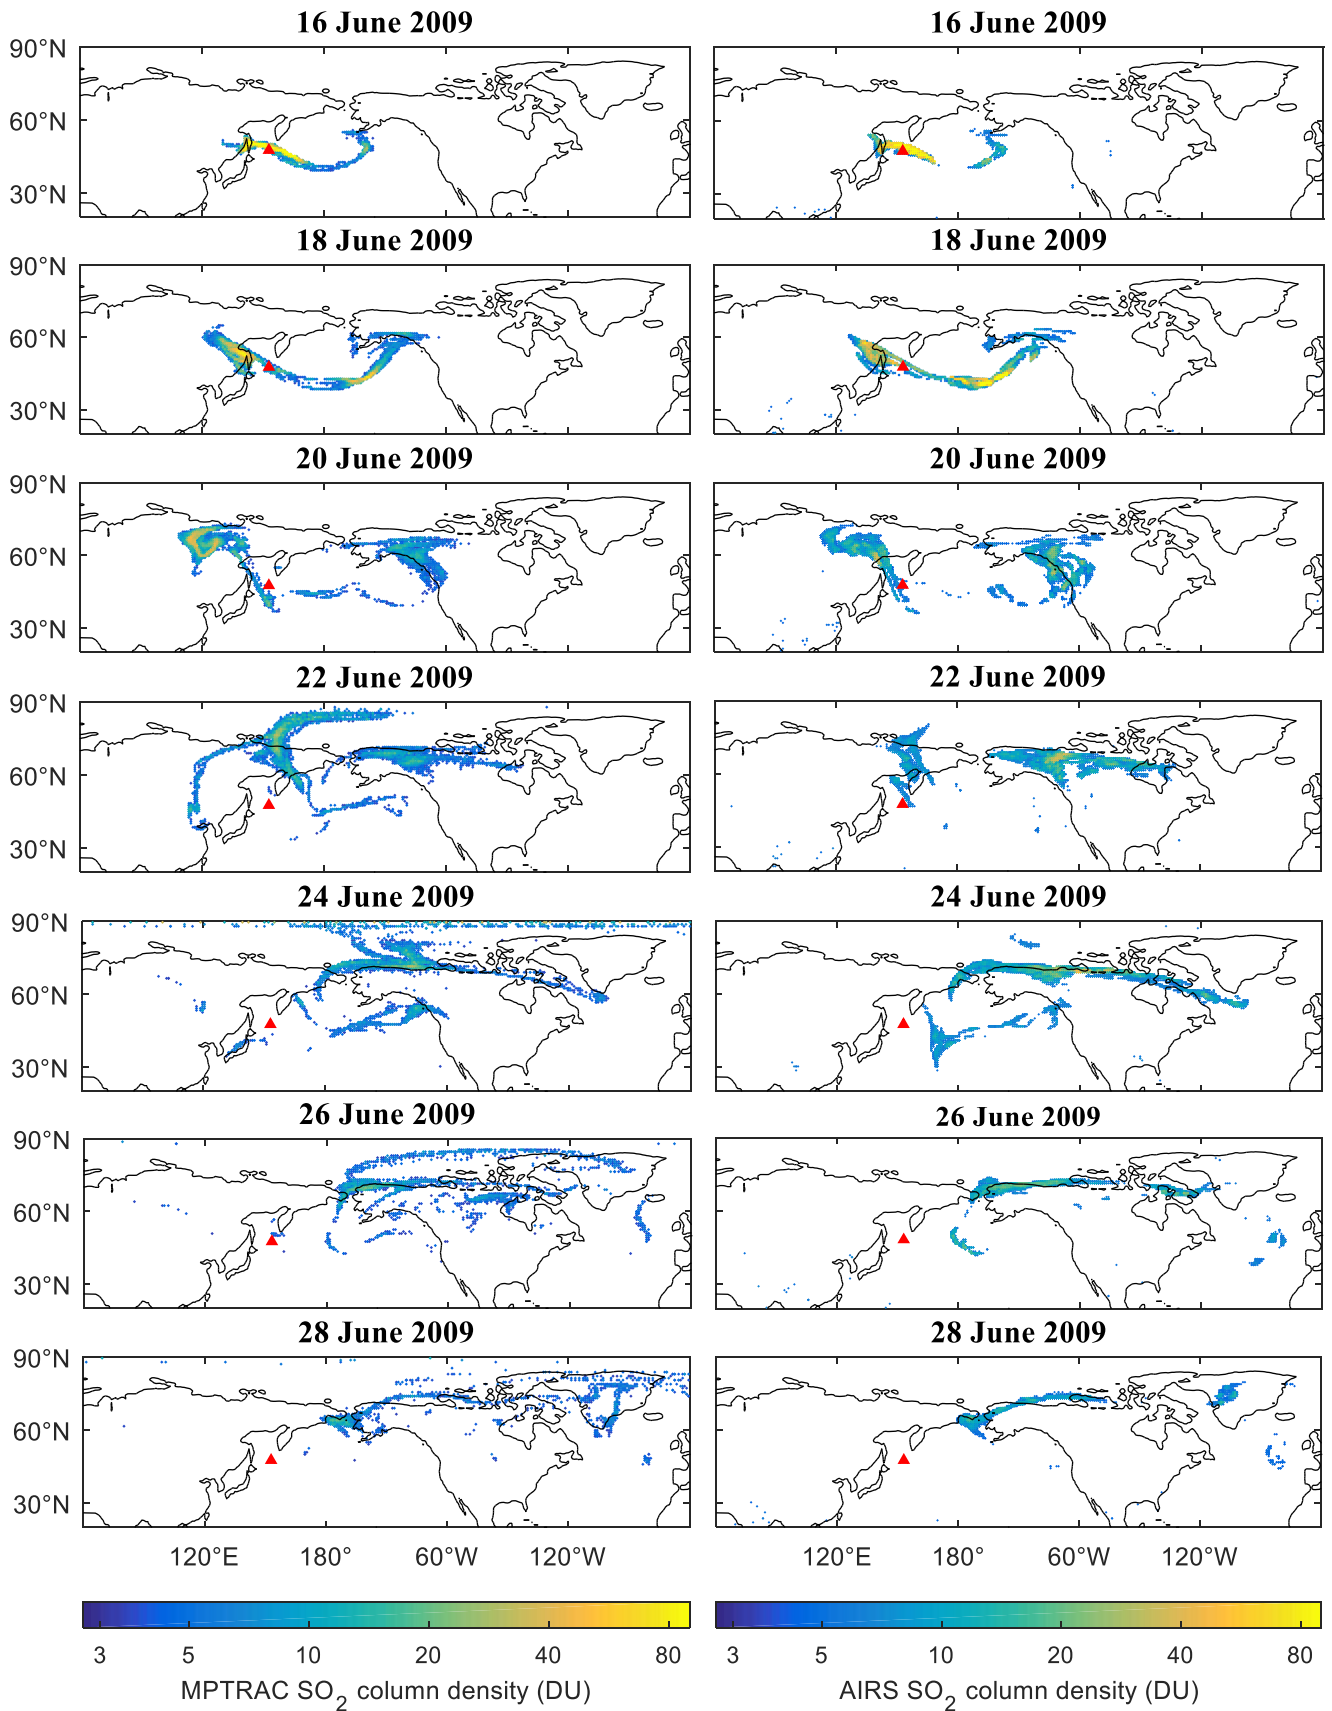 16 June 2009 16 June 2009
90°N
60°N
30°N
18 June 2009 18 June 2009
90°N
60°N
30°N
20 June 2009 20 June 2009
90°N
60°N
30°N
22 June 2009 22 June 2009
90°N
60°N
30°N
24 June 2009 24 June 2009
90°N
60°N
30°N
26 June 2009 26 June 2009
90°N
60°N
30°N
28 June 2009 28 June 2009
90°N
60°N
30°N
120°E 180° 60°W 120°W 120°E 180° 60°W 120°W
3 5 10 20 40 80 3 5 10 20 40 80
MPTRAC SO2 column density (DU) AIRS SO2 column density (DU)